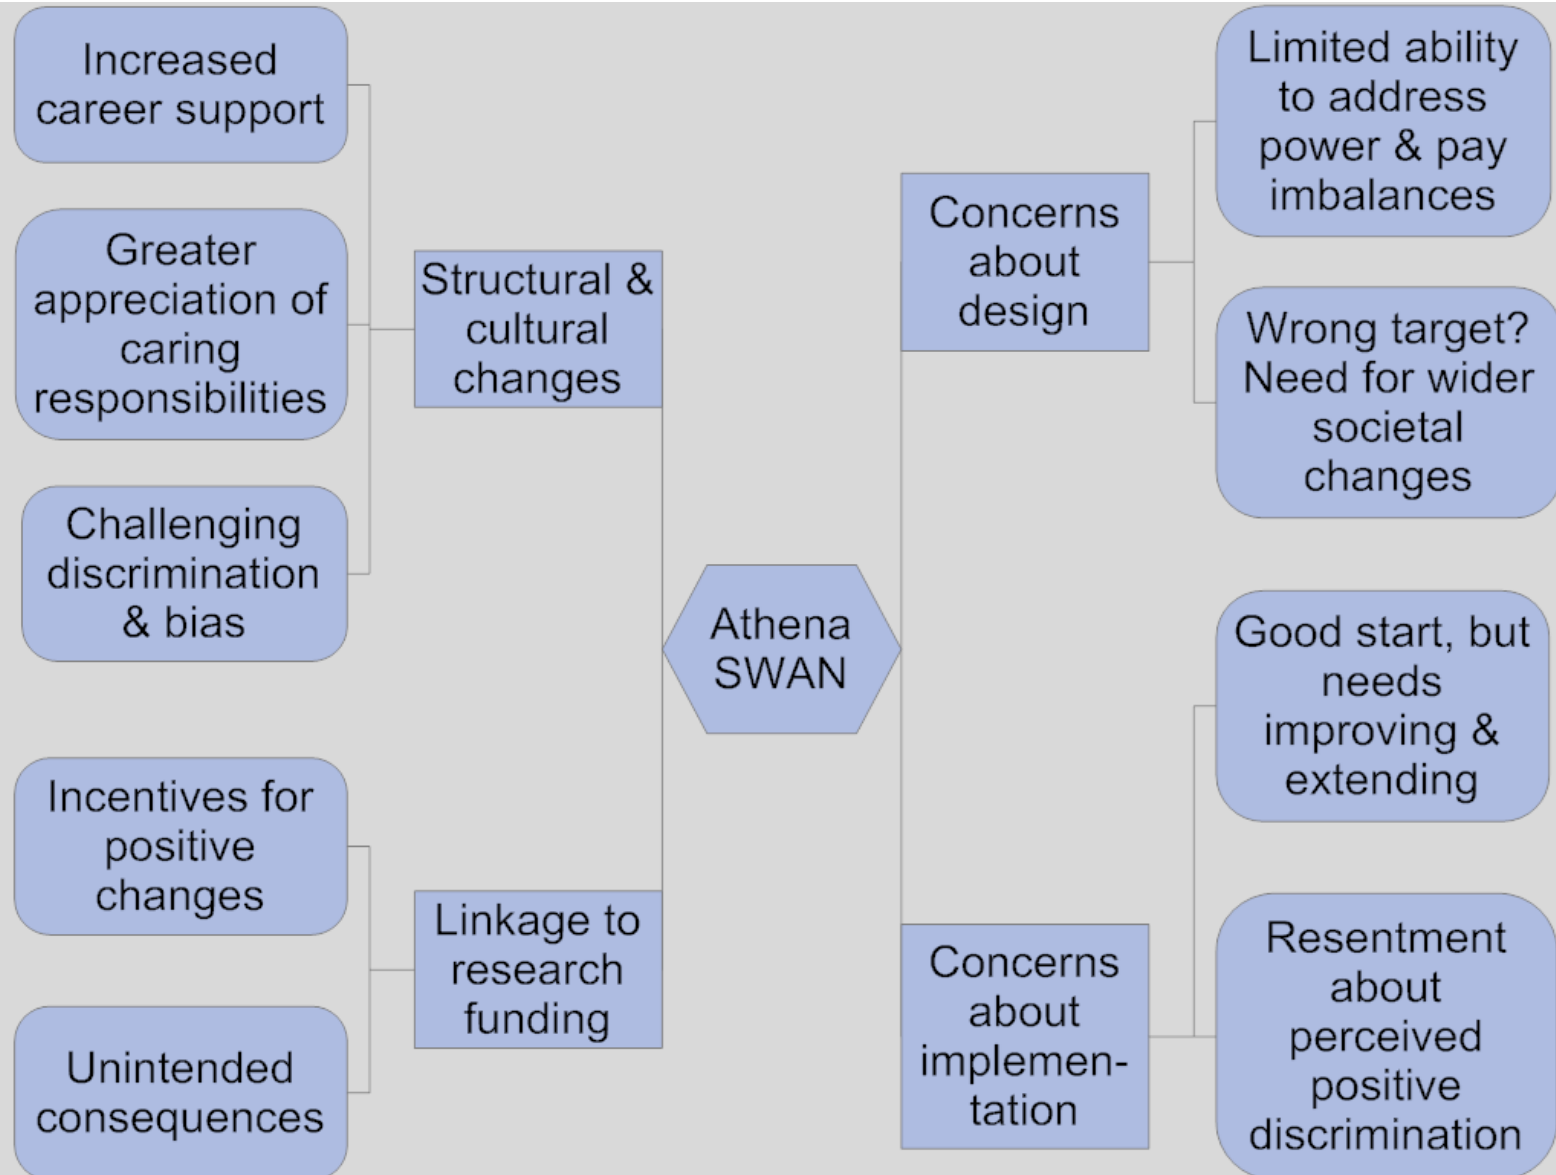 Increased
career support
Greater
appreciation of
caring
responsibilities
Challenging
discrimination
& bias
Structural &
cultural
changes
Incentives for
positive
changes
Unintended
consequences
Linkage to
research
funding
Athena
SWAN
Concerns
about
design
Limited ability
to address
power & pay
imbalances
Wrong target?
Need for wider
societal
changes
Concerns
about
implemen-
tation
Good start, but
needs
improving &
extending
Resentment
about
perceived
positive
discrimination